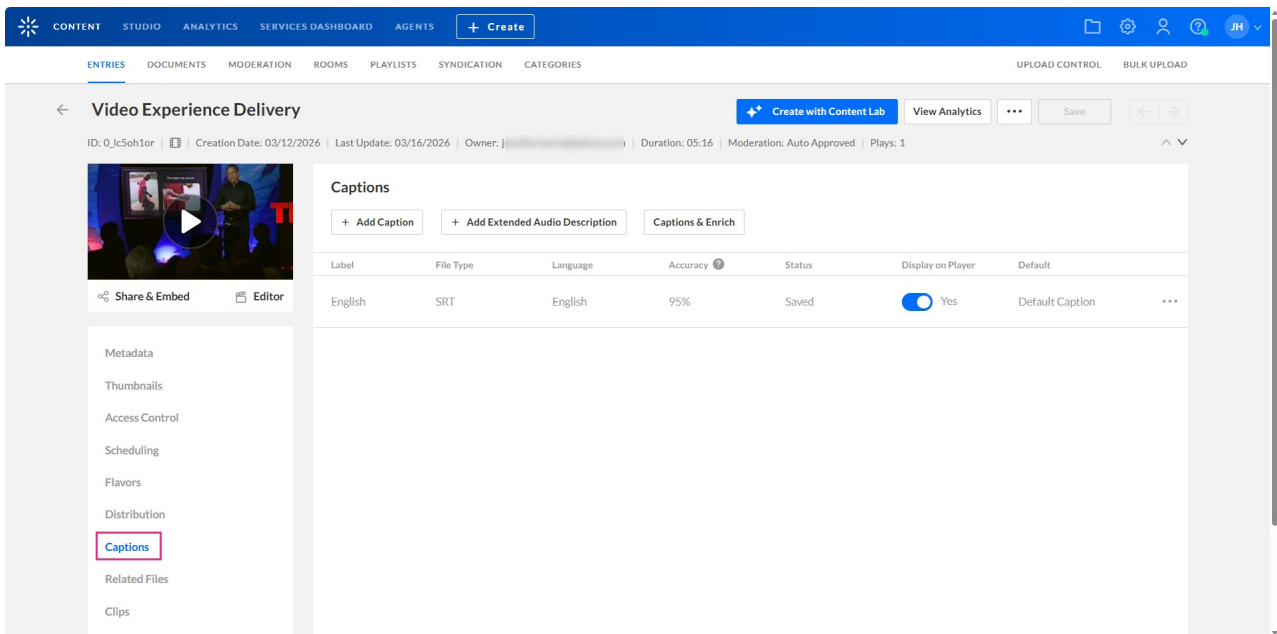 CONTENT STUDIO ANALYTICS SERVICES DASHBOARD AGENTS + Create JH
ENTRIES DOCUMENTS MODERATION ROOMS PLAYLISTS SYNDICATION CATEGORIES UPLOAD CONTROL BULK UPLOAD
Video Experience Delivery Create with Content Lab View Analytics ••• Save
ID: 0_lc5oh1or | Creation Date: 03/12/2026 | Last Update: 03/16/2026 | Owner: | Duration: 05:16 | Moderation: Auto Approved | Plays: 1
Captions
+ Add Caption + Add Extended Audio Description Captions & Enrich
Label File Type Language Accuracy ? Status Display on Player Default
English SRT English 95% Saved Yes Default Caption •••
Share & Embed Editor
Metadata
Thumbnails
Access Control
Scheduling
Flavors
Distribution
Captions
Related Files
Clips